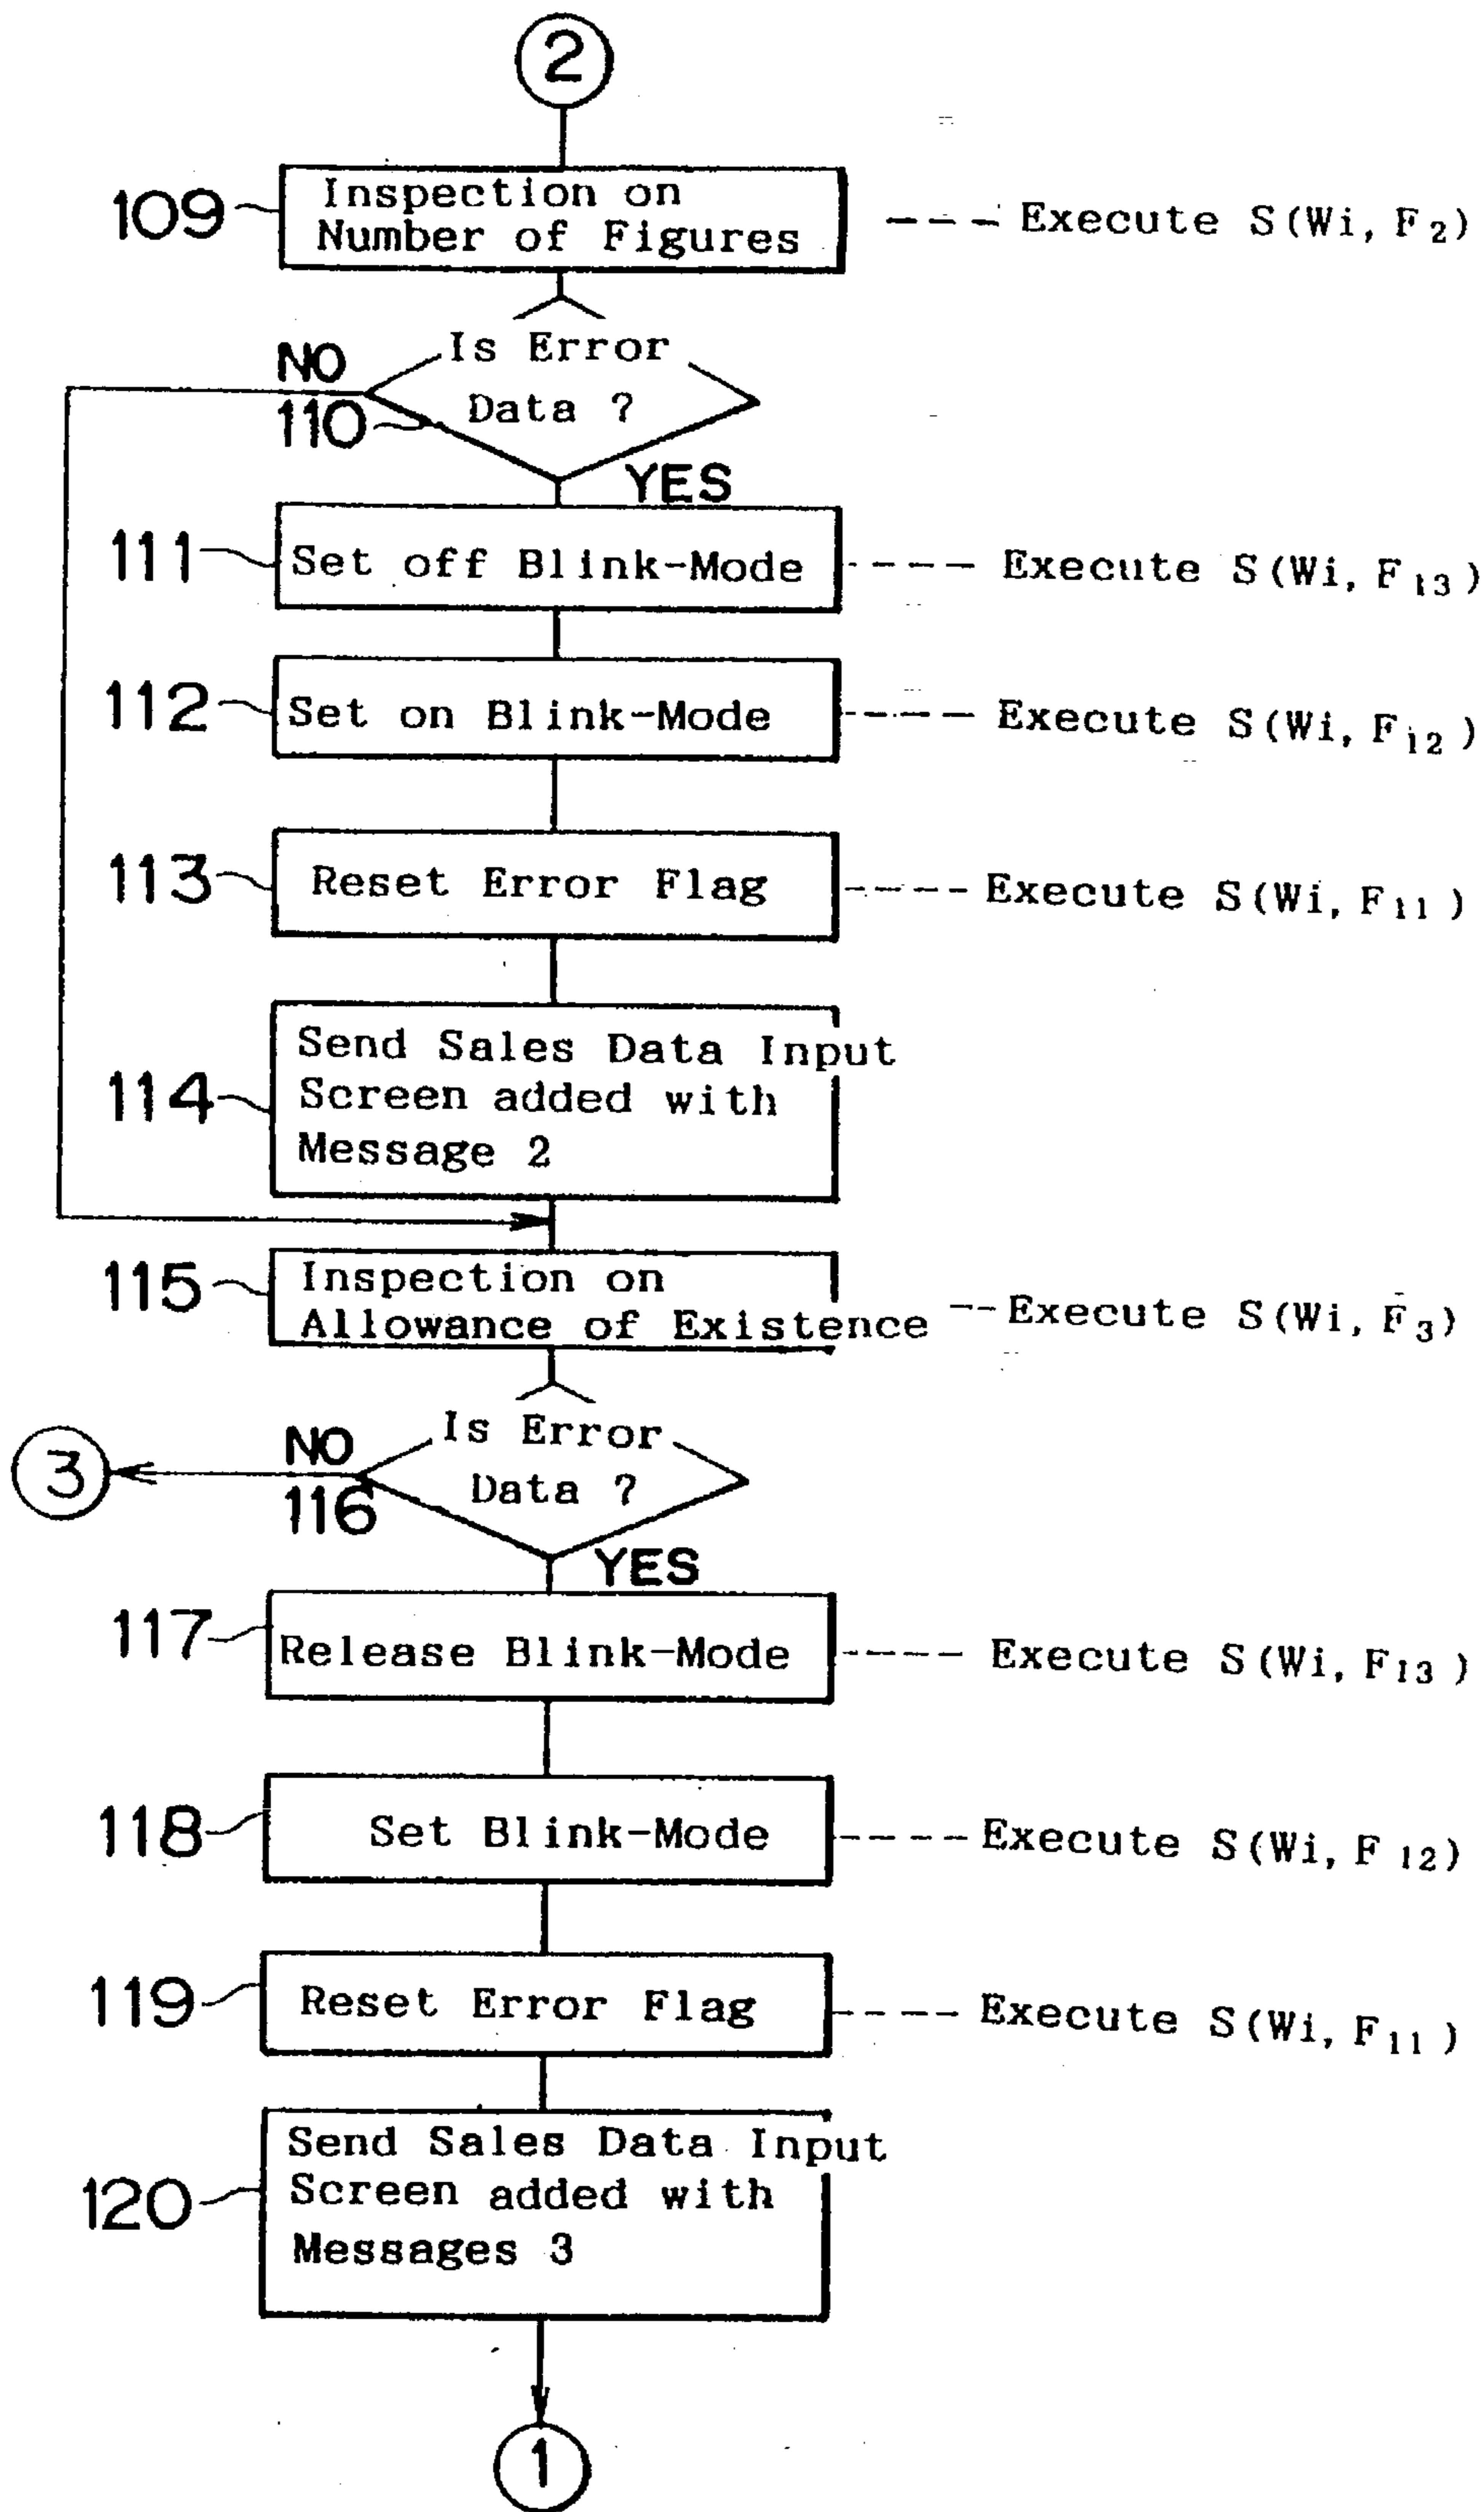 2
109
Inspection on
Number of Figures
Execute S(Wi, F2)
Is Error
Data ?
NO
110
YES
111
Set off Blink-Mode
Execute S(Wi, F13)
112
Set on Blink-Mode
Execute S(Wi, F12)
113
Reset Error Flag
Execute S(Wi, F11)
114
Send Sales Data Input
Screen added with
Message 2
115
Inspection on
Allowance of Existence
Execute S(Wi, F3)
Is Error
Data ?
NO
3
116
YES
117
Release Blink-Mode
Execute S(Wi, F13)
118
Set Blink-Mode
Execute S(Wi, F12)
119
Reset Error Flag
Execute S(Wi, F11)
120
Send Sales Data Input
Screen added with
Messages 3
1